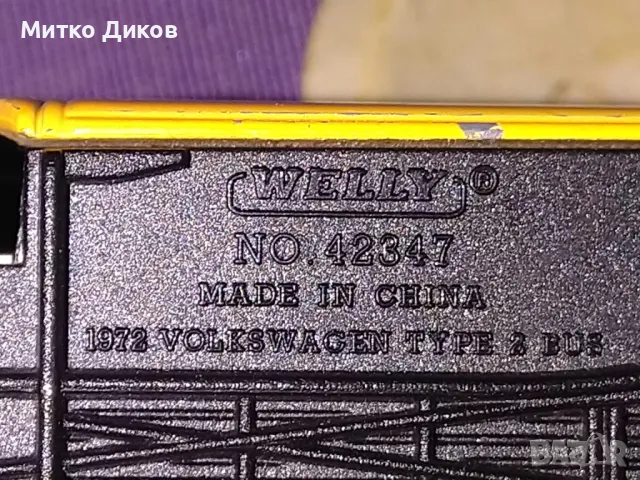 Митко Диков
WELLY®
NO. 42347
MADE IN CHINA
1972 VOLKSWAGEN TYPE 2 BUS